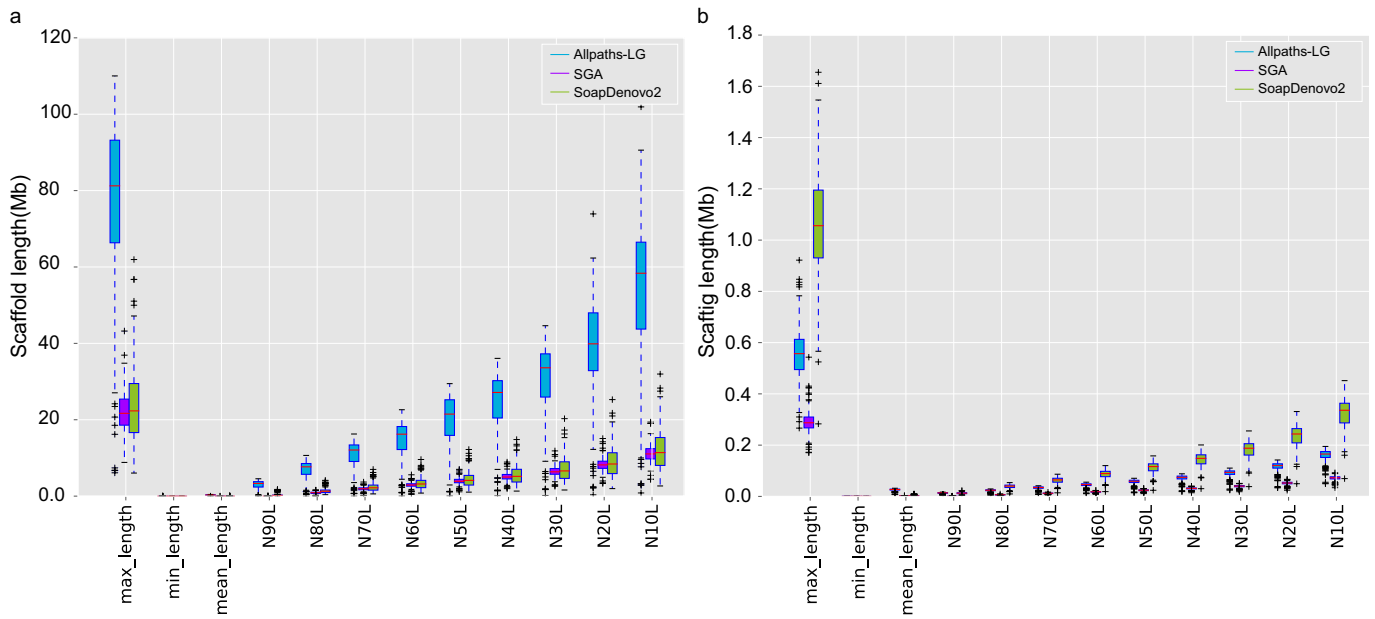 a
120
100
80
60
40
20
0.0
Scaffold length(Mb)
Allpaths-LG
SGA
SoapDenovo2
max_length
min_length
mean_length
N90L
N80L
N70L
N60L
N50L
N40L
N30L
N20L
N10L
b
1.8
1.6
1.4
1.2
1.0
0.8
0.6
0.4
0.2
0.0
Scaftig length(Mb)
Allpaths-LG
SGA
SoapDenovo2
max_length
min_length
mean_length
N90L
N80L
N70L
N60L
N50L
N40L
N30L
N20L
N10L